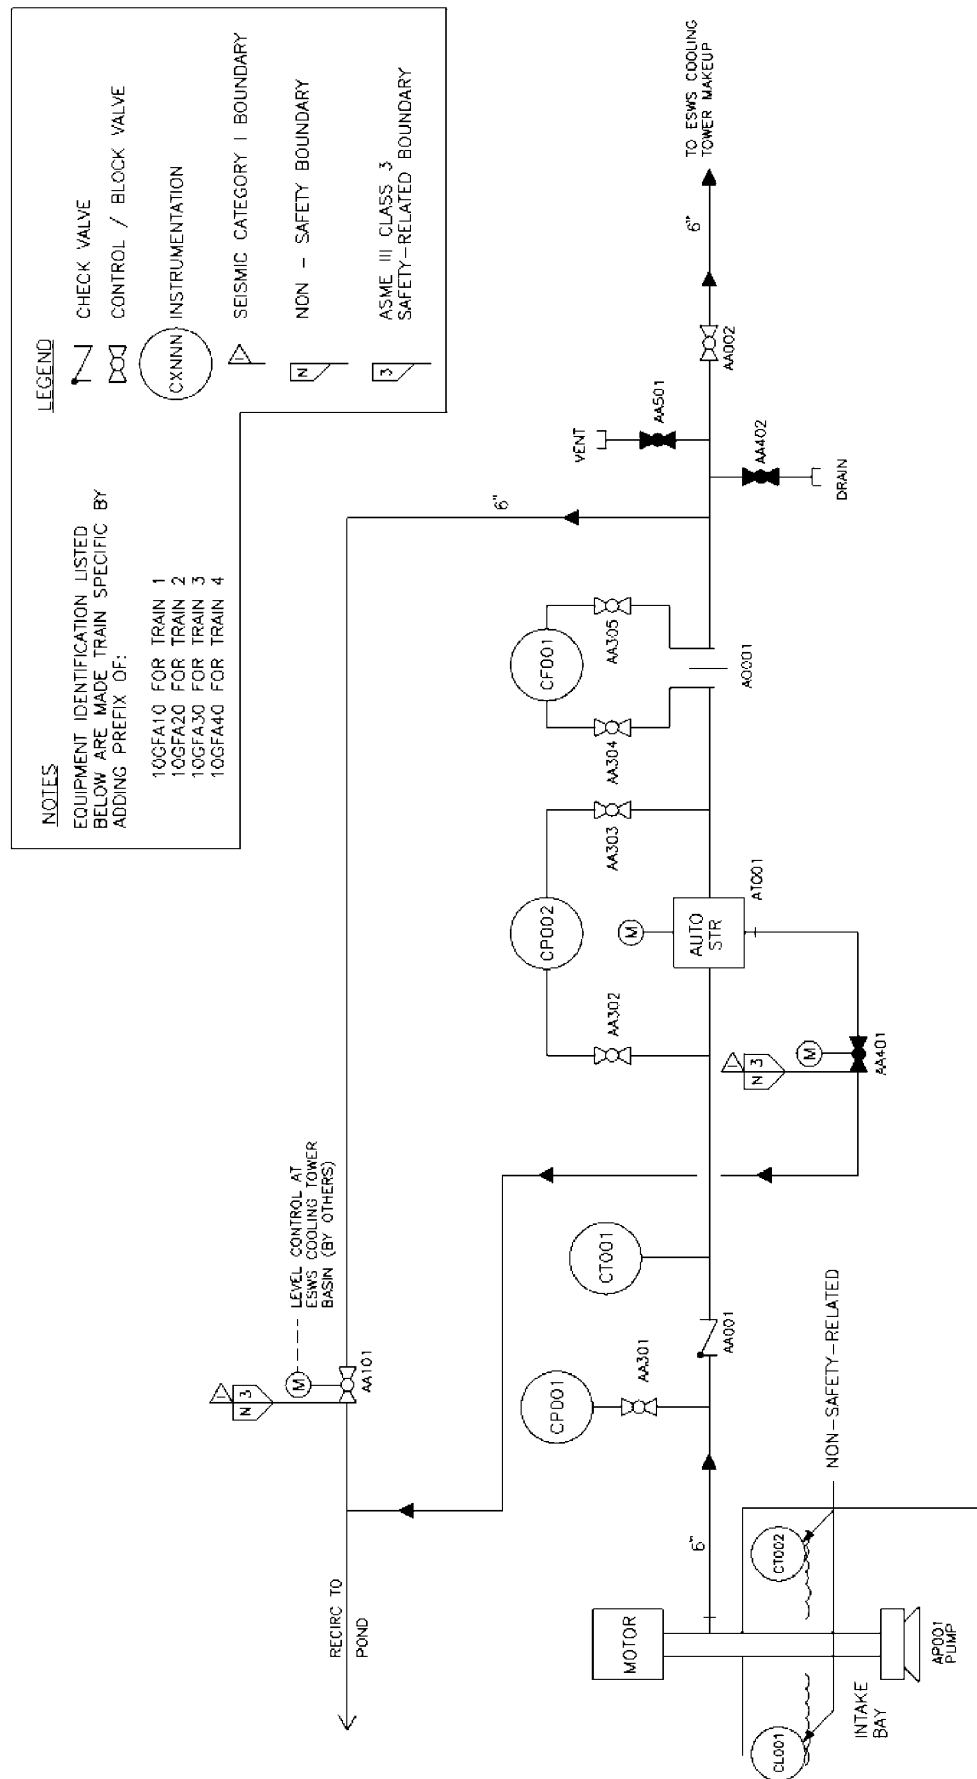 NOTES
EQUIPMENT IDENTIFICATION LISTED
BELOW ARE MADE TRAIN SPECIFIC BY
ADDING PREFIX OF:
10GFA10 FOR TRAIN 1
10GFA20 FOR TRAIN 2
10GFA30 FOR TRAIN 3
10GFA40 FOR TRAIN 4
LEGEND
CHECK VALVE
CONTROL / BLOCK VALVE
CXNNN INSTRUMENTATION
I SEISMIC CATEGORY I BOUNDARY
N NON - SAFETY BOUNDARY
3 ASME III CLASS 3
SAFETY-RELATED BOUNDARY
RECIRC TO
POND
I
N 3
M
LEVEL CONTROL AT
ESWS COOLING TOWER
BASIN (BY OTHERS)
AA101
6"
VENT
AA501
TO ESWS COOLING
TOWER MAKEUP
6"
AA002
AA402
DRAIN
CP001
AA301
CT001
AA001
CP002
AA302
AA303
M
AUTO
STR
AT001
CF001
AA304
AA305
AO001
I
N 3
M
AA401
MOTOR
6"
CL001
CT002
NON-SAFETY-RELATED
INTAKE
BAY
AP001
PUMP